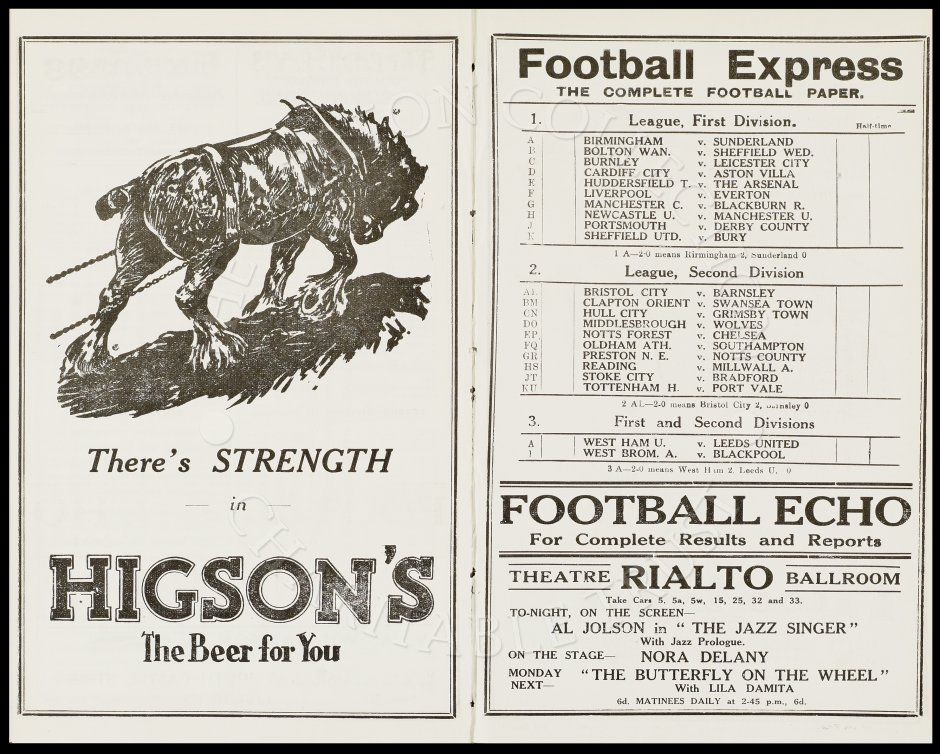 There's STRENGTH
in
HIGSON'S
The Beer for You
Football Express
THE COMPLETE FOOTBALL PAPER.
1. League, First Division. Half-time
A BIRMINGHAM v. SUNDERLAND
B BOLTON WAN. v. SHEFFIELD WED.
C BURNLEY v. LEICESTER CITY
D CARDIFF CITY v. ASTON VILLA
E HUDDERSFIELD T. v. THE ARSENAL
F LIVERPOOL v. EVERTON
G MANCHESTER C. v. BLACKBURN R.
H NEWCASTLE U. v. MANCHESTER U.
J PORTSMOUTH v. DERBY COUNTY
K SHEFFIELD UTD. v. BURY
1 A—2-0 means Birmingham 2, Sunderland 0
2. League, Second Division
AL BRISTOL CITY v. BARNSLEY
BM CLAPTON ORIENT v. SWANSEA TOWN
CN HULL CITY v. GRIMSBY TOWN
DO MIDDLESBROUGH v. WOLVES
EP NOTTS FOREST v. CHELSEA
FQ OLDHAM ATH. v. SOUTHAMPTON
GR PRESTON N. E. v. NOTTS COUNTY
HS READING v. MILLWALL A.
JT STOKE CITY v. BRADFORD
KU TOTTENHAM H. v. PORT VALE
2 AL—2-0 means Bristol City 2, Barnsley 0
3. First and Second Divisions
A WEST HAM U. v. LEEDS UNITED
WEST BROM. A. v. BLACKPOOL
3 A—2-0 means West Ham 2, Leeds U. 0
FOOTBALL ECHO
For Complete Results and Reports
THEATRE RIALTO BALLROOM
Take Cars 5, 5a, 5w, 15, 25, 32 and 33.
TO-NIGHT, ON THE SCREEN—
AL JOLSON in "THE JAZZ SINGER"
With Jazz Prologue.
ON THE STAGE— NORA DELANY
MONDAY NEXT— "THE BUTTERFLY ON THE WHEEL"
With LILA DAMITA
6d. MATINEES DAILY at 2-45 p.m., 6d.